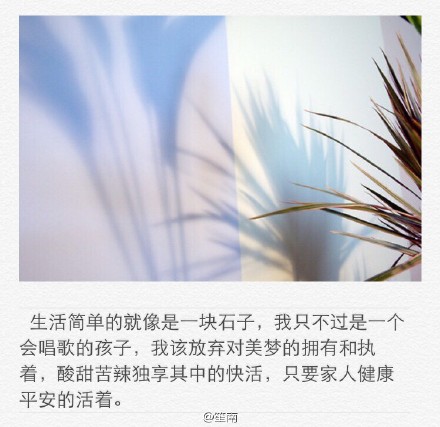 生活简单的就像是一块石子，我只不过是一个
会唱歌的孩子，我该放弃对美梦的拥有和执
着，酸甜苦辣独享其中的快活，只要家人健康
平安的活着。
@笙南